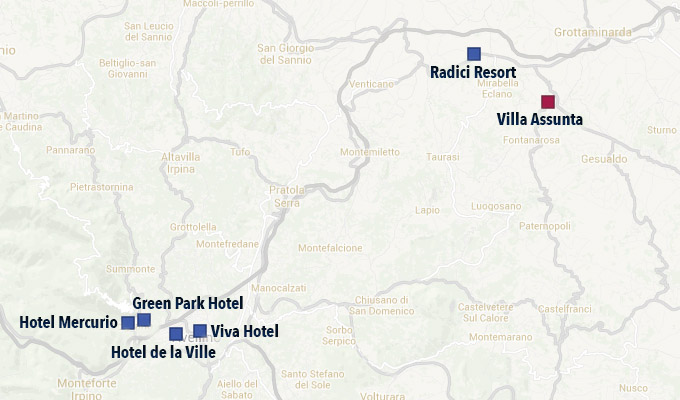 Maccoli-perrillo
San Leucio
del Sannio
Grottaminarda
San Giorgio
del Sannio
Radici Resort
Beltiglio-san
Giovanni
Venticano
Mirabella
Eclano
Villa Assunta
Martino
e Caudina
Sturno
Fontanarosa
Pannarano
Altavilla
Irpina
Tufo
Montemiletto
Taurasi
Gesualdo
Pietrastornina
Pratola
Serra
Lapio
Luogosano
Grottolella
Paternopoli
Montefredane
Montefalcione
Summonte
Manocalzati
Green Park Hotel
Chiusano di
San Domenico
Castelvetere
Sul Calore
Castelfranci
Hotel Mercurio
Viva Hotel
Sorbo
Serpico
Montemarano
Hotel de la Ville
Monteforte
Irpino
Aiello del
Sabato
Santo Stefano
del Sole
Volturara
Nusco